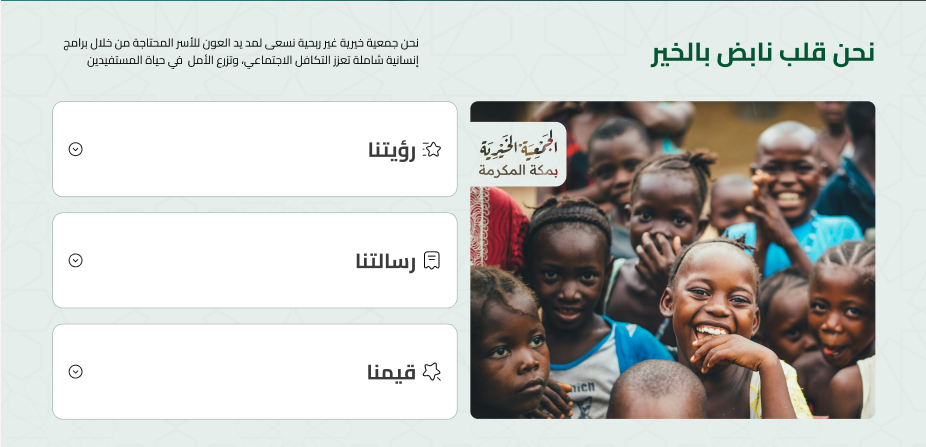 نحن قلب نابض بالخير
نحن جمعية خيرية غير ربحية نسعى لمد يد العون للأسر المحتاجة من خلال برامج
إنسانية شاملة تعزز التكافل الاجتماعي، وتزرع الأمل في حياة المستفيدين
الجمعية الخيرية
بمكة المكرمة
رؤيتنا
رسالتنا
قيمنا